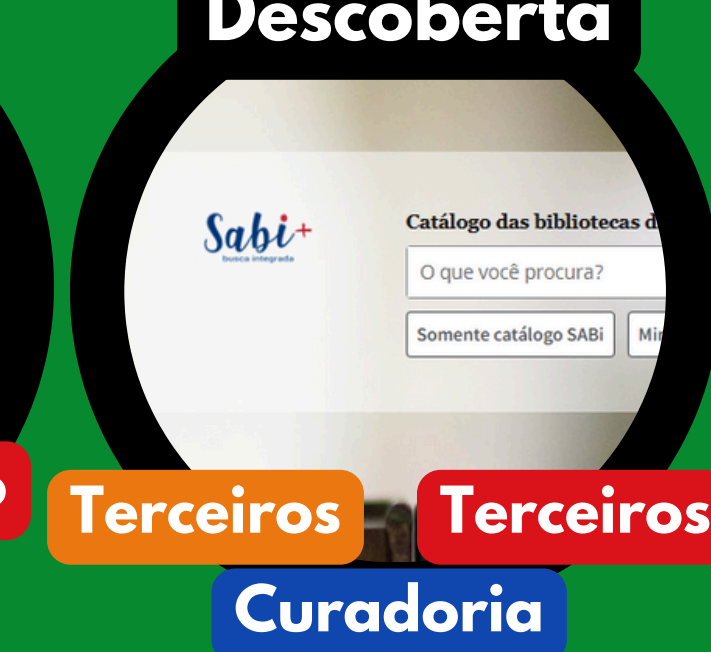 Descoberta
Sabi+
busca integrada
Catálogo das bibliotecas d
O que você procura?
Somente catálogo SABi
Terceiros
Terceiros
Curadoria